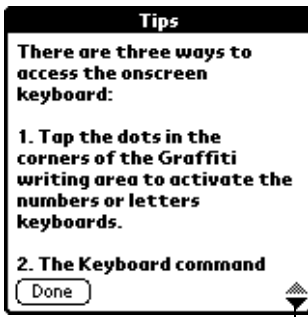 Tips
There are three ways to
access the onscreen
keyboard:
1. Tap the dots in the
corners of the Graffiti
writing area to activate the
numbers or letters
keyboards.
2. The Keyboard command
Done